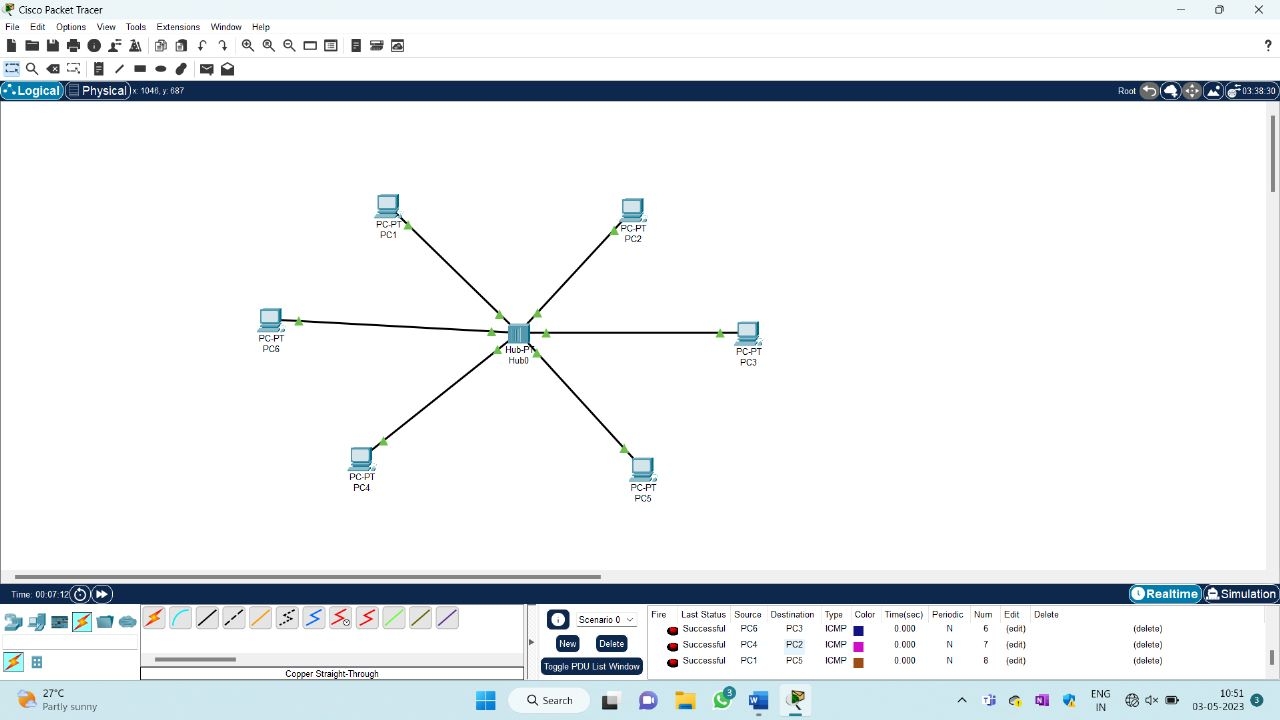 Cisco Packet Tracer
File Edit Options View Tools Extensions Window Help
?
Logical Physical x: 1046, y: 687 Root 03:38:30
PC-PT
PC1
PC-PT
PC2
PC-PT
PC6
Hub-PT
Hub0
PC-PT
PC3
PC-PT
PC4
PC-PT
PC5
Time: 00:07:12 Realtime Simulation
Scenario 0
New Delete
Toggle PDU List Window
Copper Straight-Through
Fire Last Status Source Destination Type Color Time(sec) Periodic Num Edit Delete
Successful PC6 PC3 ICMP 0.000 N 6 (edit) (delete)
Successful PC4 PC2 ICMP 0.000 N 7 (edit) (delete)
Successful PC1 PC5 ICMP 0.000 N 8 (edit) (delete)
27°C
Partly sunny
Search
3
ENG
IN
10:51
03-05-2023
3